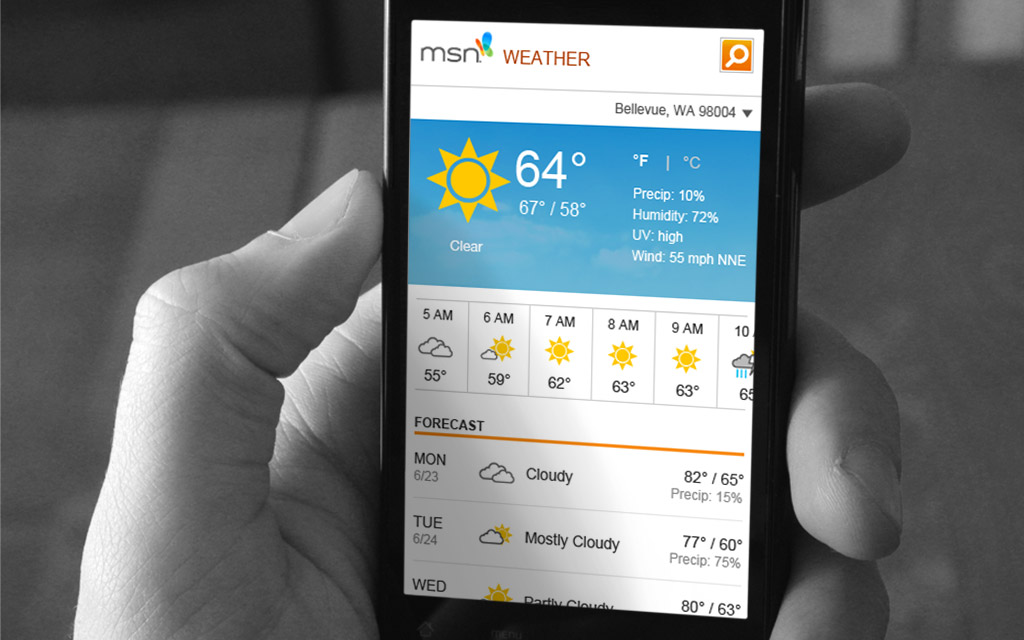 msn WEATHER
Bellevue, WA 98004
64°
67° / 58°
Clear
°F | °C
Precip: 10%
Humidity: 72%
UV: high
Wind: 55 mph NNE
5 AM 6 AM 7 AM 8 AM 9 AM 10
55° 59° 62° 63° 63° 65
FORECAST
MON
6/23
Cloudy
82° / 65°
Precip: 15%
TUE
6/24
Mostly Cloudy
77° / 60°
Precip: 75%
WED
Partly Cloudy
80° / 63°
menu